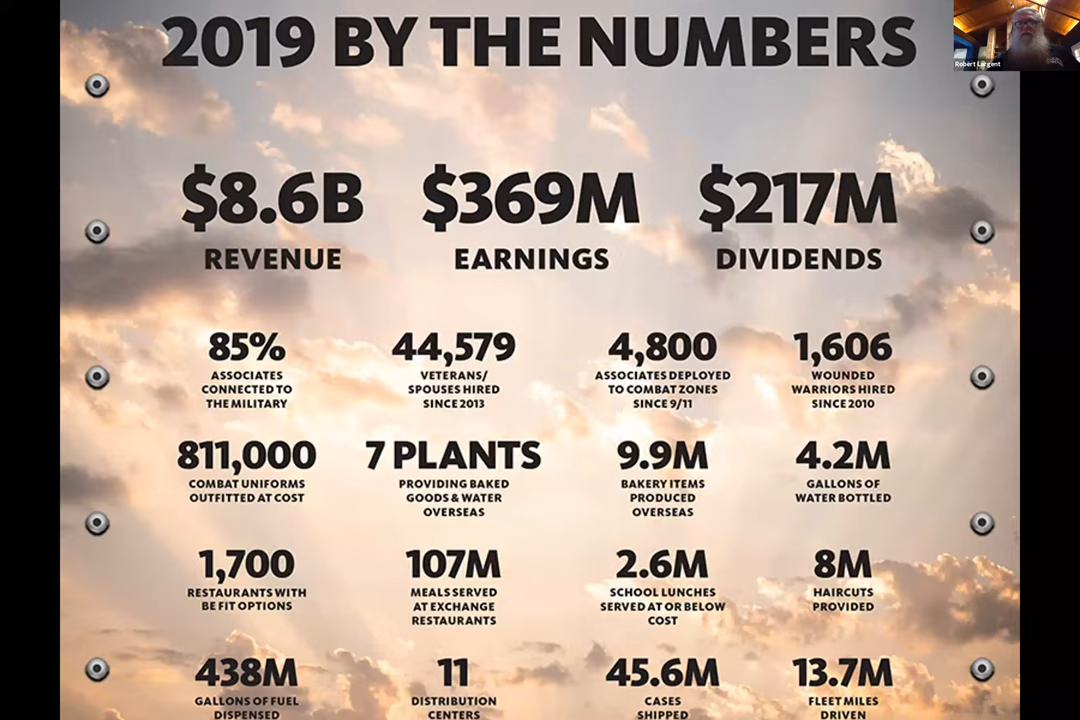 2019 BY THE NUMBERS
Robert Largent
$8.6B $369M $217M
REVENUE EARNINGS DIVIDENDS
85% 44,579 4,800 1,606
ASSOCIATES VETERANS/ ASSOCIATES DEPLOYED WOUNDED
CONNECTED TO SPOUSES HIRED TO COMBAT ZONES WARRIORS HIRED
THE MILITARY SINCE 2013 SINCE 9/11 SINCE 2010
811,000 7 PLANTS 9.9M 4.2M
COMBAT UNIFORMS PROVIDING BAKED BAKERY ITEMS GALLONS OF
OUTFITTED AT COST GOODS & WATER PRODUCED WATER BOTTLED
OVERSEAS OVERSEAS
1,700 107M 2.6M 8M
RESTAURANTS WITH MEALS SERVED SCHOOL LUNCHES HAIRCUTS
BE FIT OPTIONS AT EXCHANGE SERVED AT OR BELOW PROVIDED
RESTAURANTS COST
438M 11 45.6M 13.7M
GALLONS OF FUEL DISTRIBUTION CASES FLEET MILES
DISPENSED CENTERS SHIPPED DRIVEN